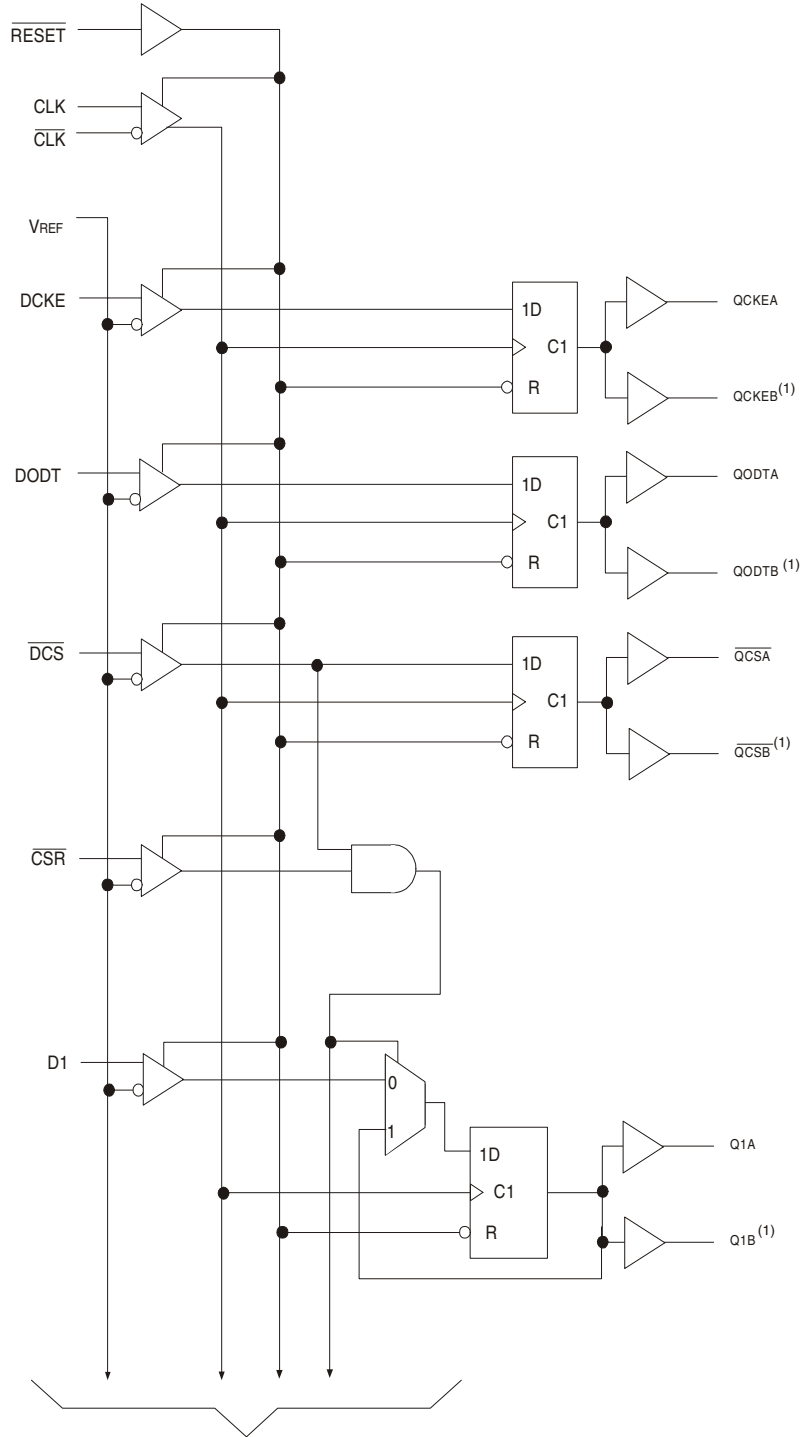 RESET
CLK
CLK
VREF
DCKE
1D
C1
R
QCKEA
QCKEB(1)
DODT
1D
C1
R
QODTA
QODTB (1)
DCS
1D
C1
R
QCSA
QCSB(1)
CSR
D1
0
1
1D
C1
R
Q1A
Q1B(1)